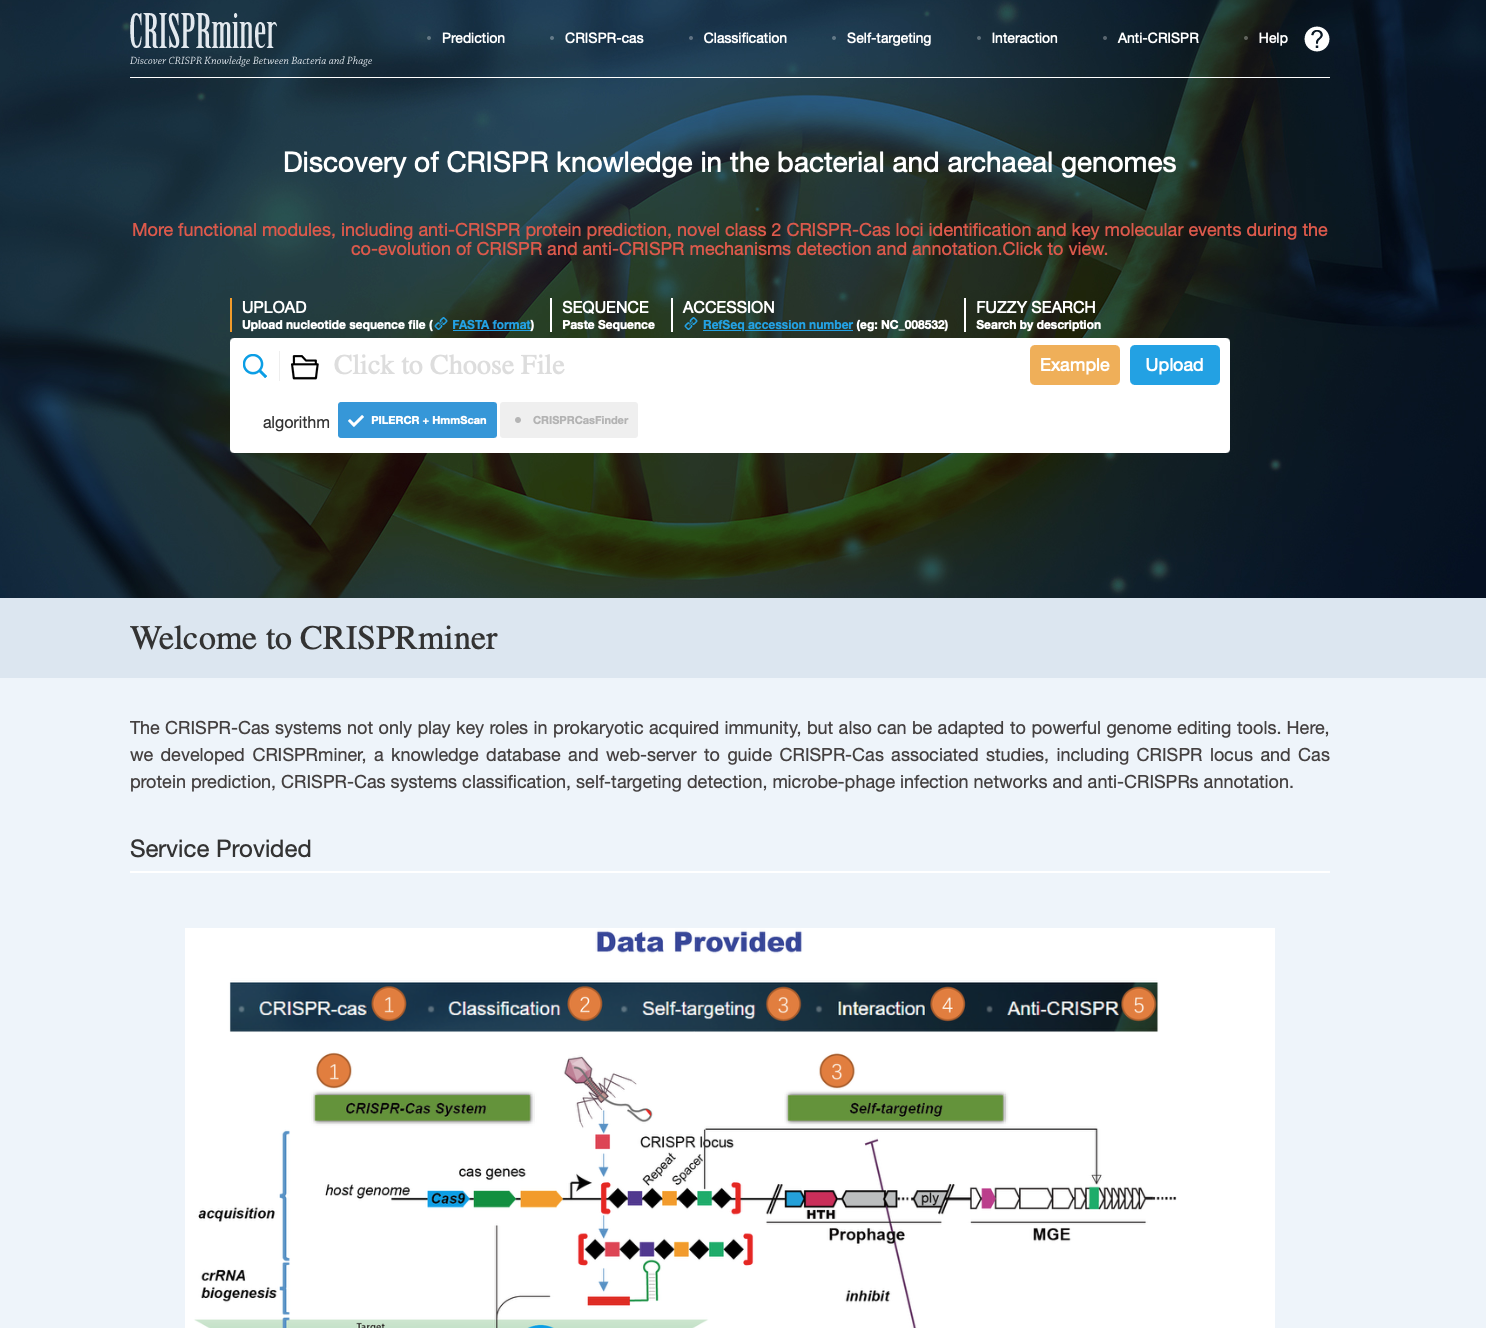 CRISPRminer
Discover CRISPR Knowledge Between Bacteria and Phage
Prediction
CRISPR-cas
Classification
Self-targeting
Interaction
Anti-CRISPR
Help
?
Discovery of CRISPR knowledge in the bacterial and archaeal genomes
More functional modules, including anti-CRISPR protein prediction, novel class 2 CRISPR-Cas loci identification and key molecular events during the
co-evolution of CRISPR and anti-CRISPR mechanisms detection and annotation.Click to view.
UPLOAD
Upload nucleotide sequence file ( FASTA format)
SEQUENCE
Paste Sequence
ACCESSION
RefSeq accession number (eg: NC_008532)
FUZZY SEARCH
Search by description
Click to Choose File
Example
Upload
algorithm
PILERCR + HmmScan
CRISPRCasFinder
Welcome to CRISPRminer
The CRISPR-Cas systems not only play key roles in prokaryotic acquired immunity, but also can be adapted to powerful genome editing tools. Here,
we developed CRISPRminer, a knowledge database and web-server to guide CRISPR-Cas associated studies, including CRISPR locus and Cas
protein prediction, CRISPR-Cas systems classification, self-targeting detection, microbe-phage infection networks and anti-CRISPRs annotation.
Service Provided
Data Provided
CRISPR-cas 1
Classification 2
Self-targeting 3
Interaction 4
Anti-CRISPR 5
1
3
CRISPR-Cas System
Self-targeting
CRISPR locus
cas genes
Repeat
Spacer
host genome
Cas9
ply
acquisition
HTH
Prophage
MGE
crRNA
biogenesis
inhibit
Target